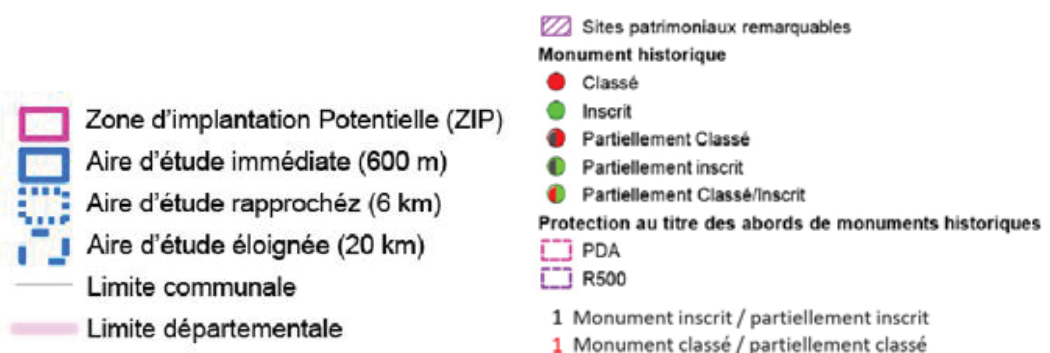 Zone d'implantation Potentielle (ZIP)
Aire d'étude immédiate (600 m)
Aire d'étude rapprochéz (6 km)
Aire d'étude éloignée (20 km)
Limite communale
Limite départementale
Sites patrimoniaux remarquables
Monument historique
Classé
Inscrit
Partiellement Classé
Partiellement inscrit
Partiellement Classé/Inscrit
Protection au titre des abords de monuments historiques
PDA
R500
1 Monument inscrit / partiellement inscrit
1 Monument classé / partiellement classé